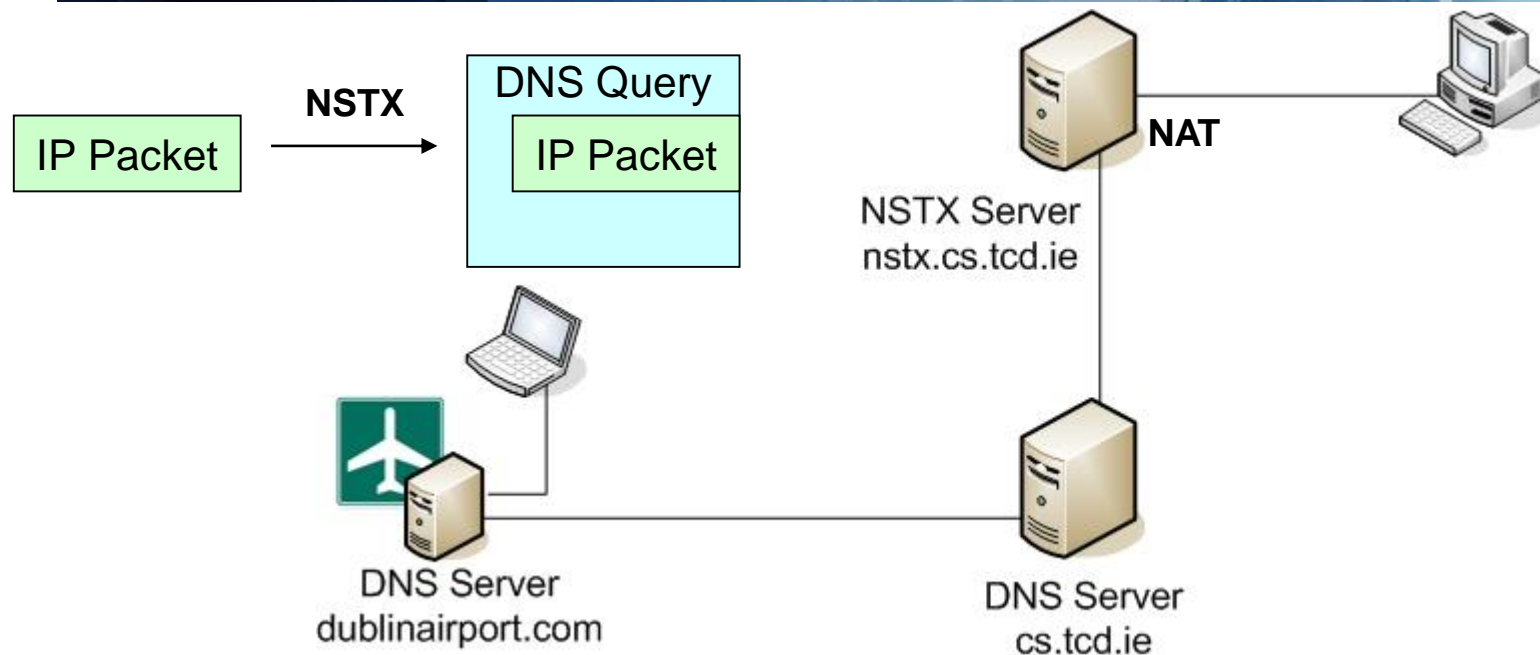 IP Packet
NSTX
DNS Query
IP Packet
NAT
NSTX Server
nstx.cs.tcd.ie
DNS Server
dublinairport.com
DNS Server
cs.tcd.ie